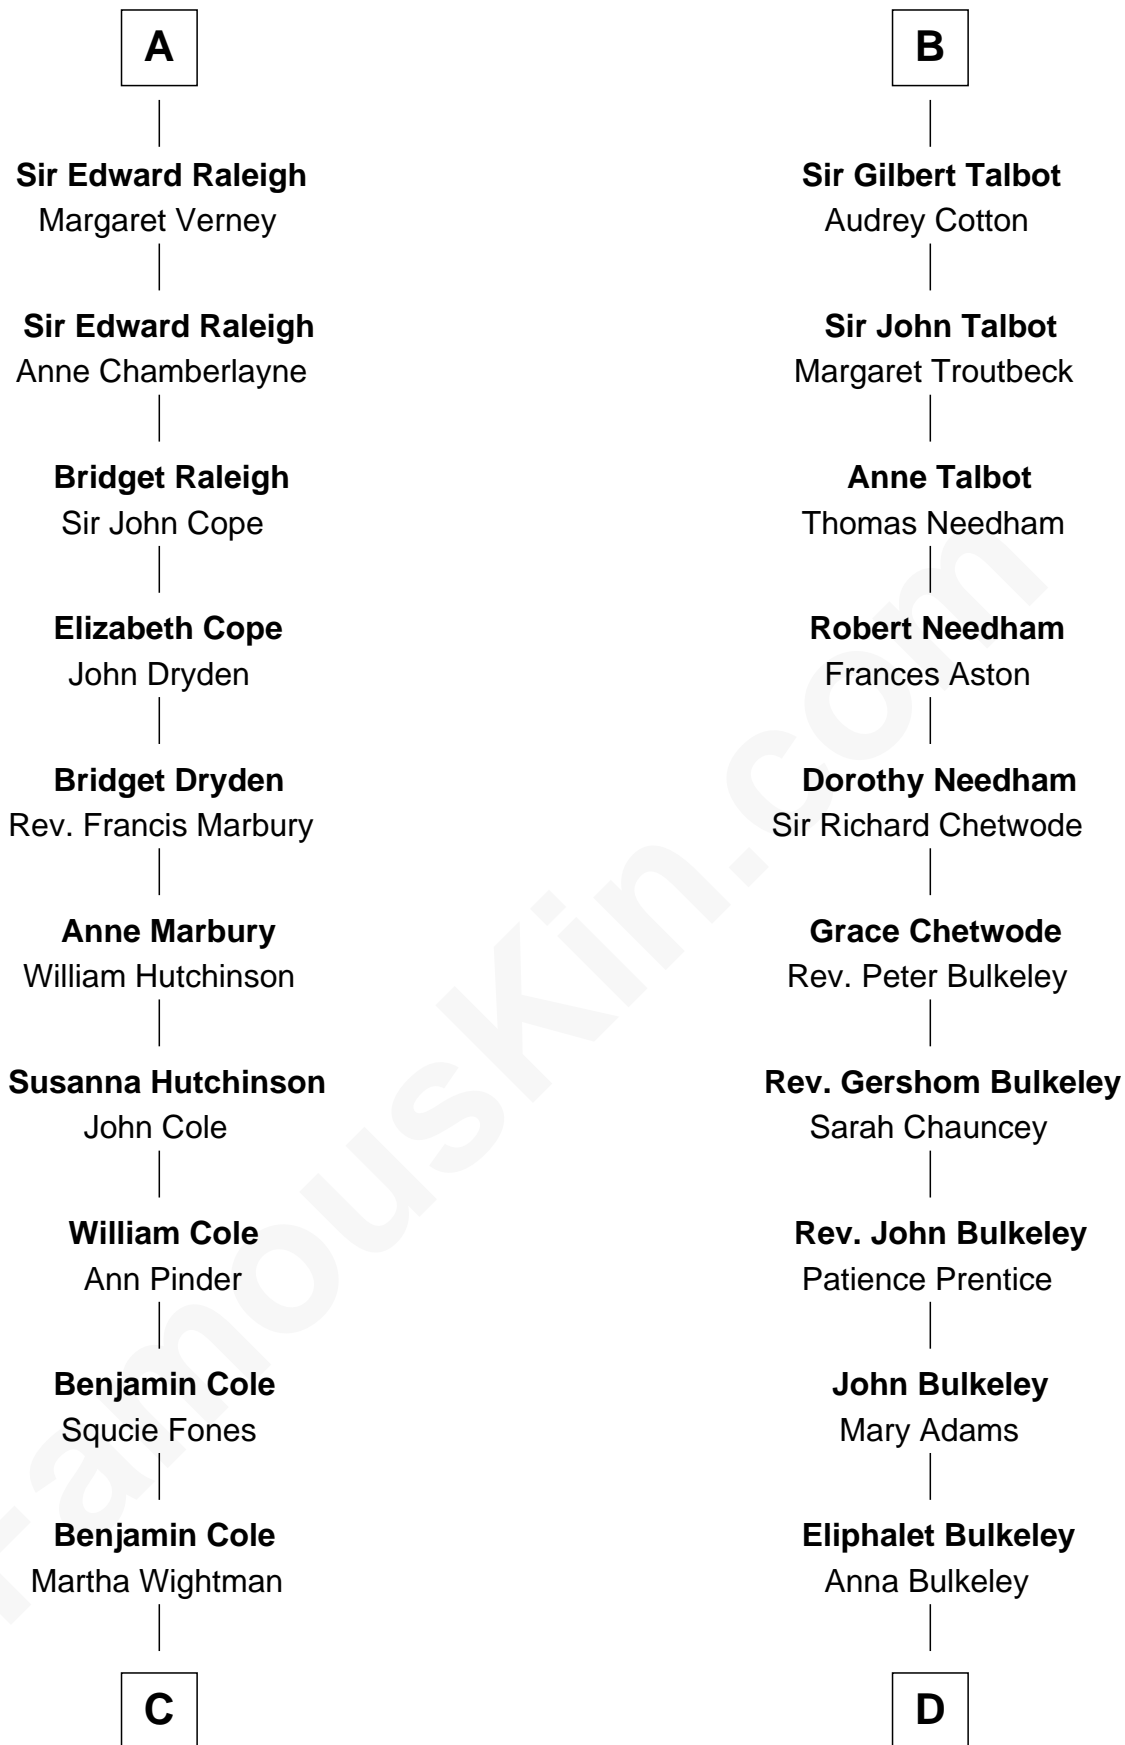 A
Sir Edward Raleigh
Margaret Verney
Sir Edward Raleigh
Anne Chamberlayne
Bridget Raleigh
Sir John Cope
Elizabeth Cope
John Dryden
Bridget Dryden
Rev. Francis Marbury
Anne Marbury
William Hutchinson
Susanna Hutchinson
John Cole
William Cole
Ann Pinder
Benjamin Cole
Squcie Fones
Benjamin Cole
Martha Wightman
C
B
Sir Gilbert Talbot
Audrey Cotton
Sir John Talbot
Margaret Troutbeck
Anne Talbot
Thomas Needham
Robert Needham
Frances Aston
Dorothy Needham
Sir Richard Chetwode
Grace Chetwode
Rev. Peter Bulkeley
Rev. Gershom Bulkeley
Sarah Chauncey
Rev. John Bulkeley
Patience Prentice
John Bulkeley
Mary Adams
Eliphalet Bulkeley
Anna Bulkeley
D
FamousKin.com